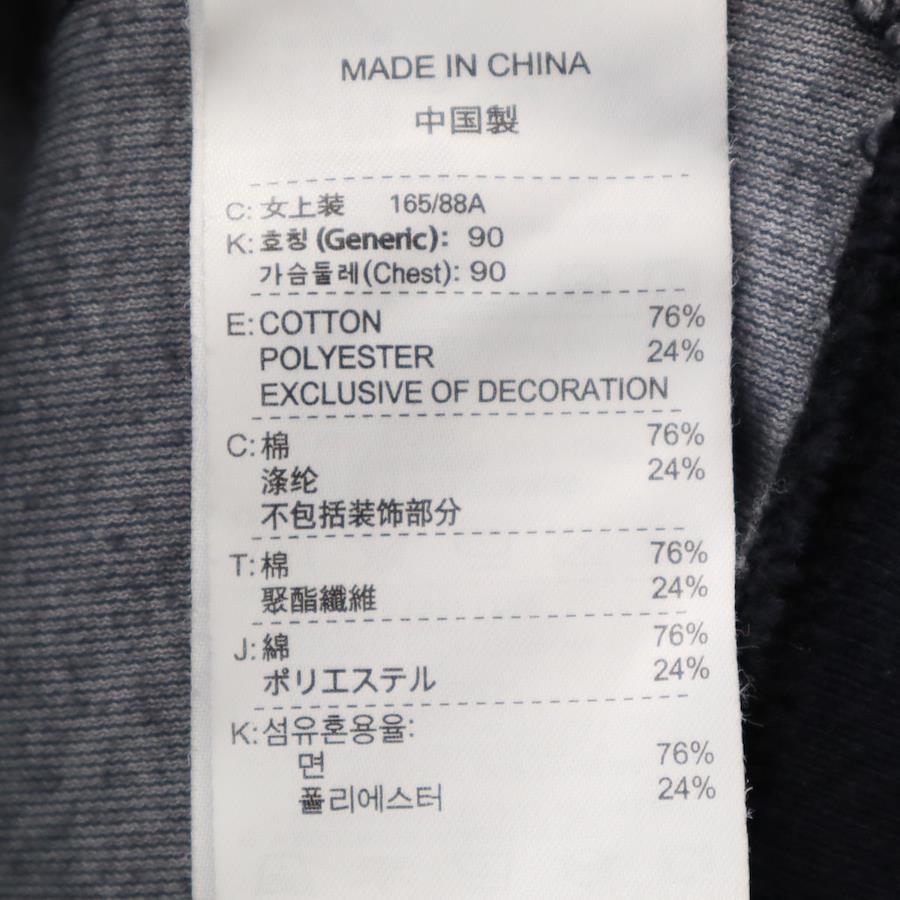 MADE IN CHINA
中国製
C: 女上装 165/88A
K: 호칭 (Generic): 90
가슴둘레(Chest): 90
E: COTTON 76%
POLYESTER 24%
EXCLUSIVE OF DECORATION
C: 棉 76%
涤纶 24%
不包括装饰部分
T: 棉 76%
聚酯纖維 24%
J: 綿 76%
ポリエステル 24%
K: 섬유혼용율:
면 76%
폴리에스터 24%